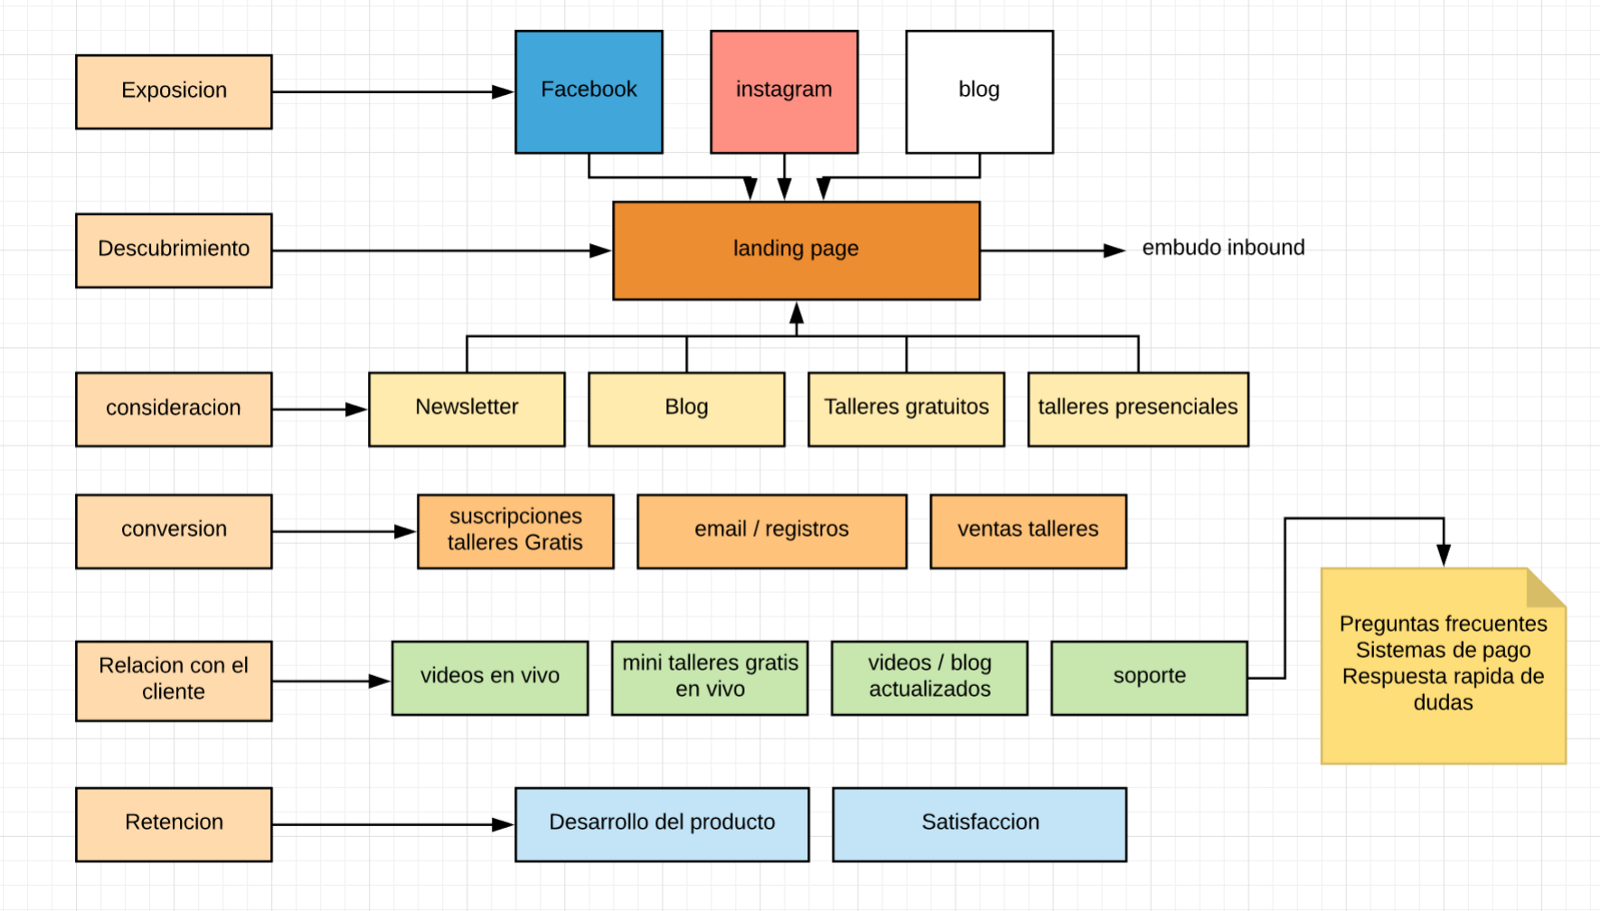 Exposicion
Facebook
instagram
blog
Descubrimiento
landing page
embudo inbound
consideracion
Newsletter
Blog
Talleres gratuitos
talleres presenciales
conversion
suscripciones
talleres Gratis
email / registros
ventas talleres
Relacion con el
cliente
videos en vivo
mini talleres gratis
en vivo
videos / blog
actualizados
soporte
Preguntas frecuentes
Sistemas de pago
Respuesta rapida de
dudas
Retencion
Desarrollo del producto
Satisfaccion